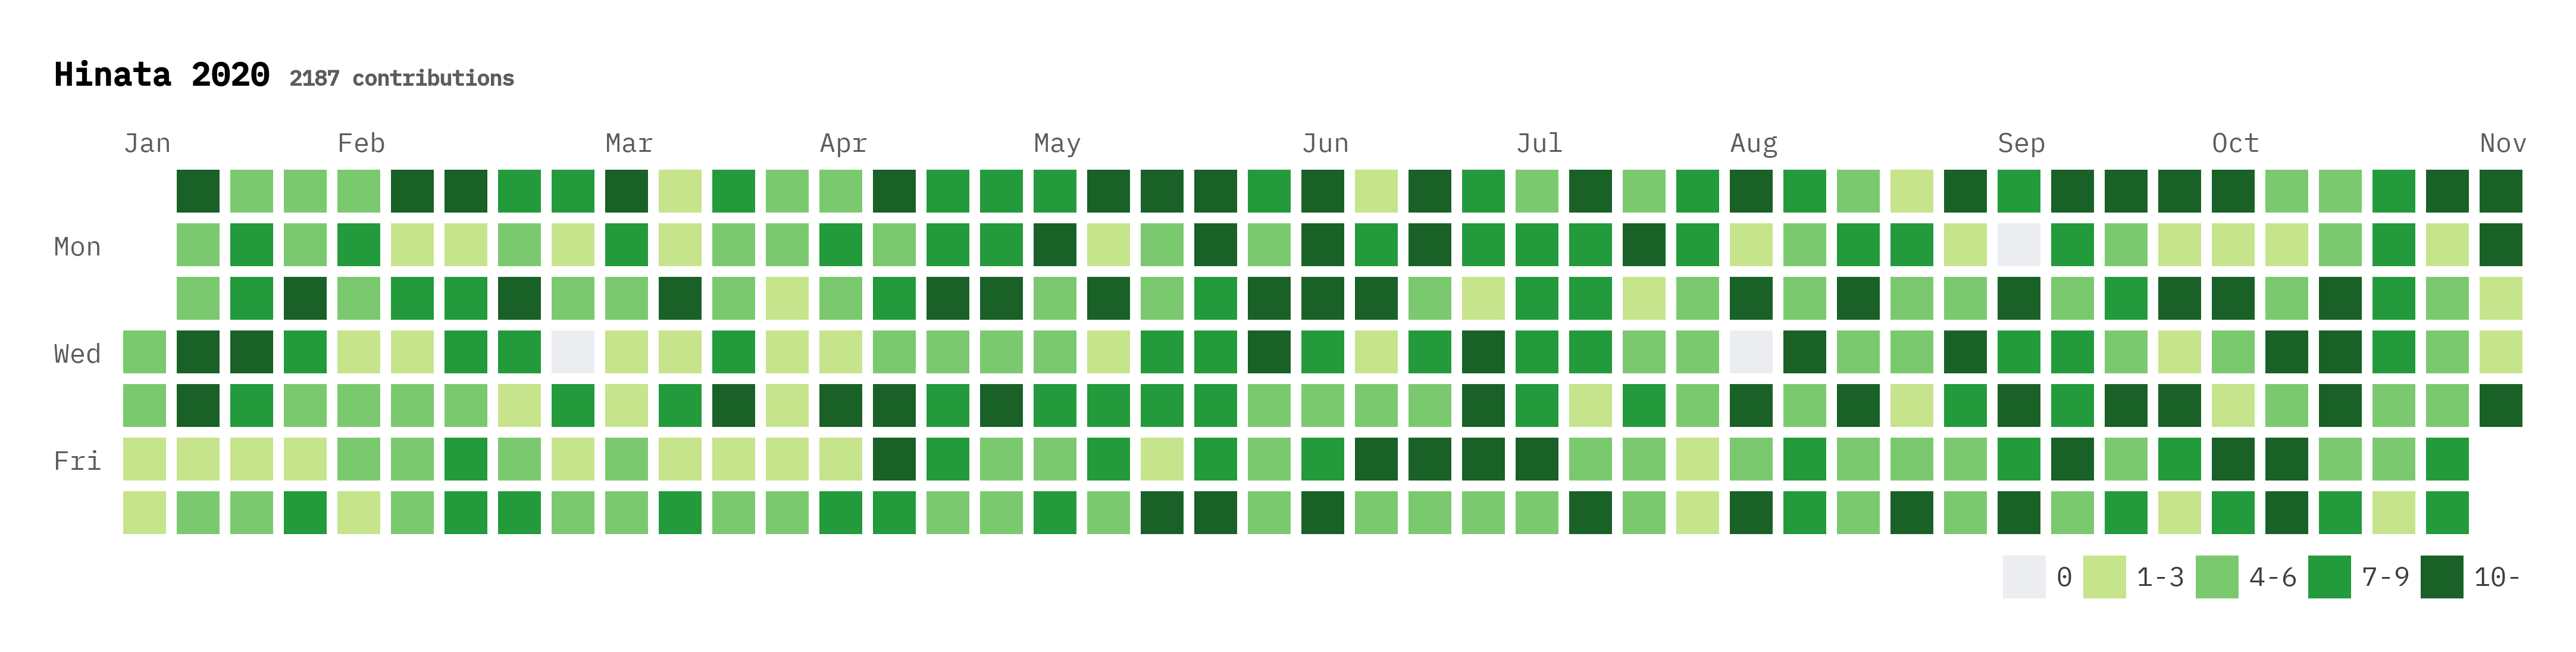 Hinata 2020 2187 contributions
Jan Feb Mar Apr May Jun Jul Aug Sep Oct Nov
Mon
Wed
Fri
0 1-3 4-6 7-9 10-